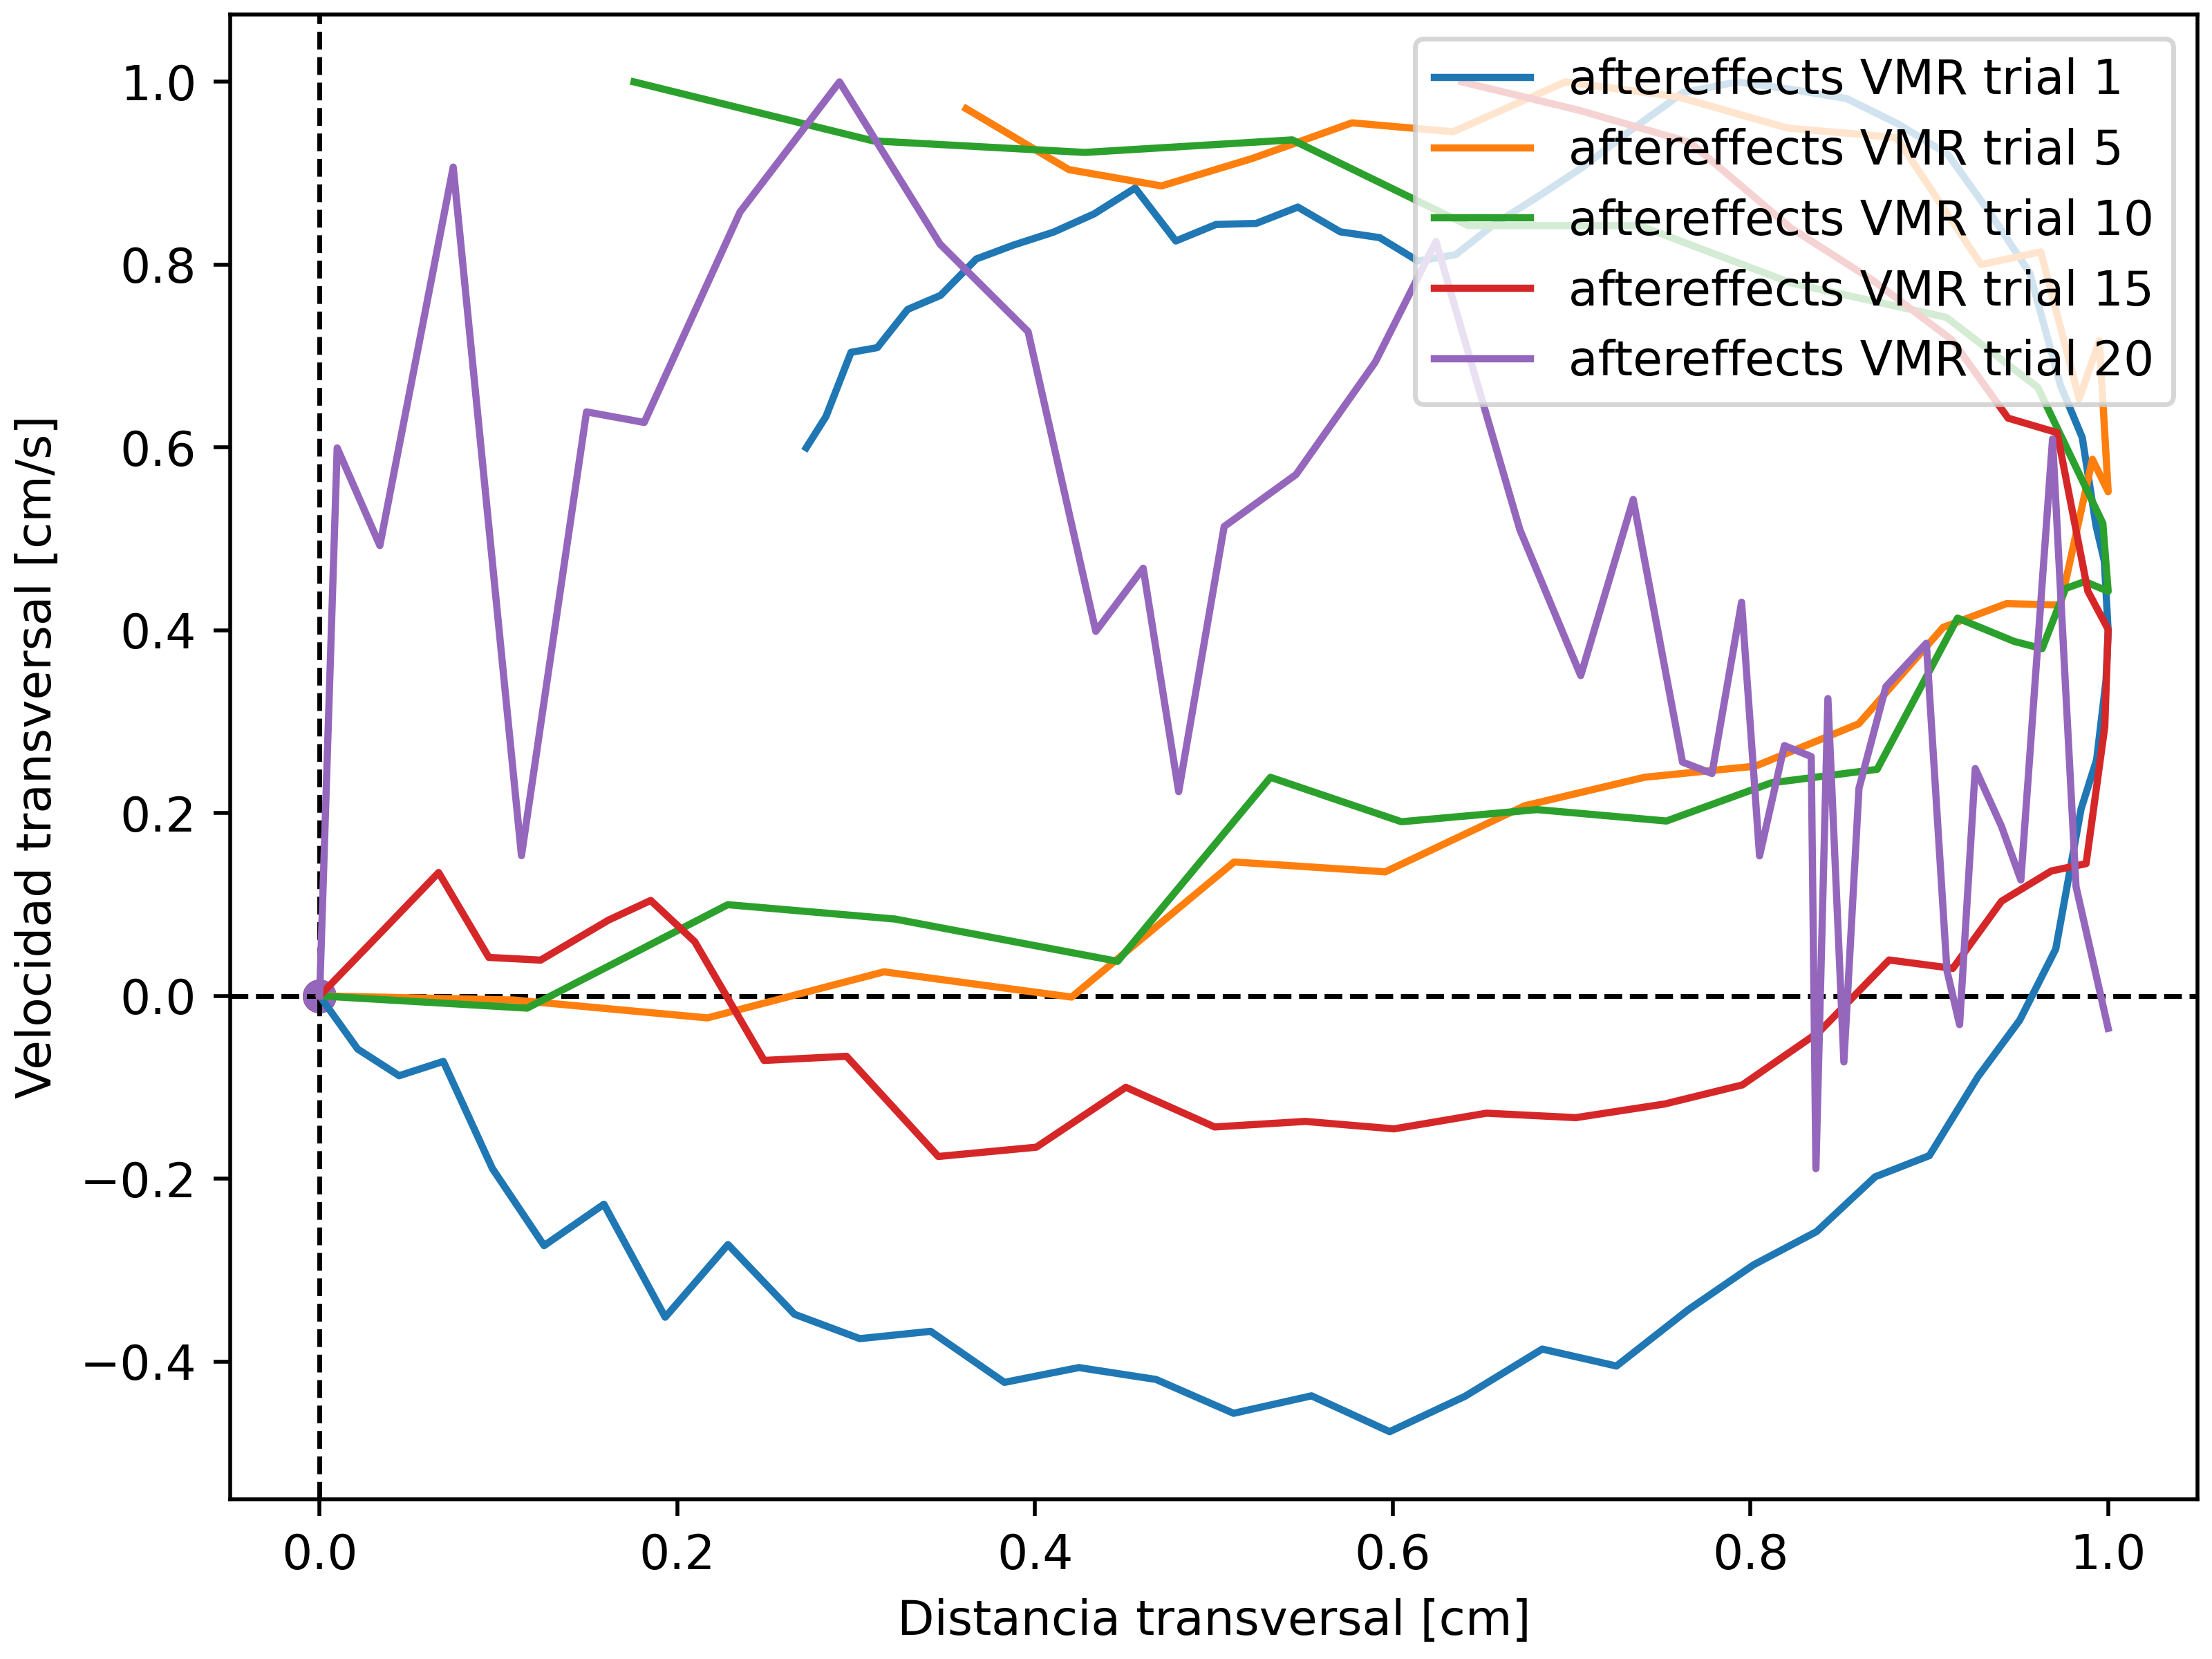 aftereffects VMR trial 1
aftereffects VMR trial 5
aftereffects VMR trial 10
aftereffects VMR trial 15
aftereffects VMR trial 20
Velocidad transversal [cm/s]
1.0
0.8
0.6
0.4
0.2
0.0
−0.2
−0.4
0.0 0.2 0.4 0.6 0.8 1.0
Distancia transversal [cm]